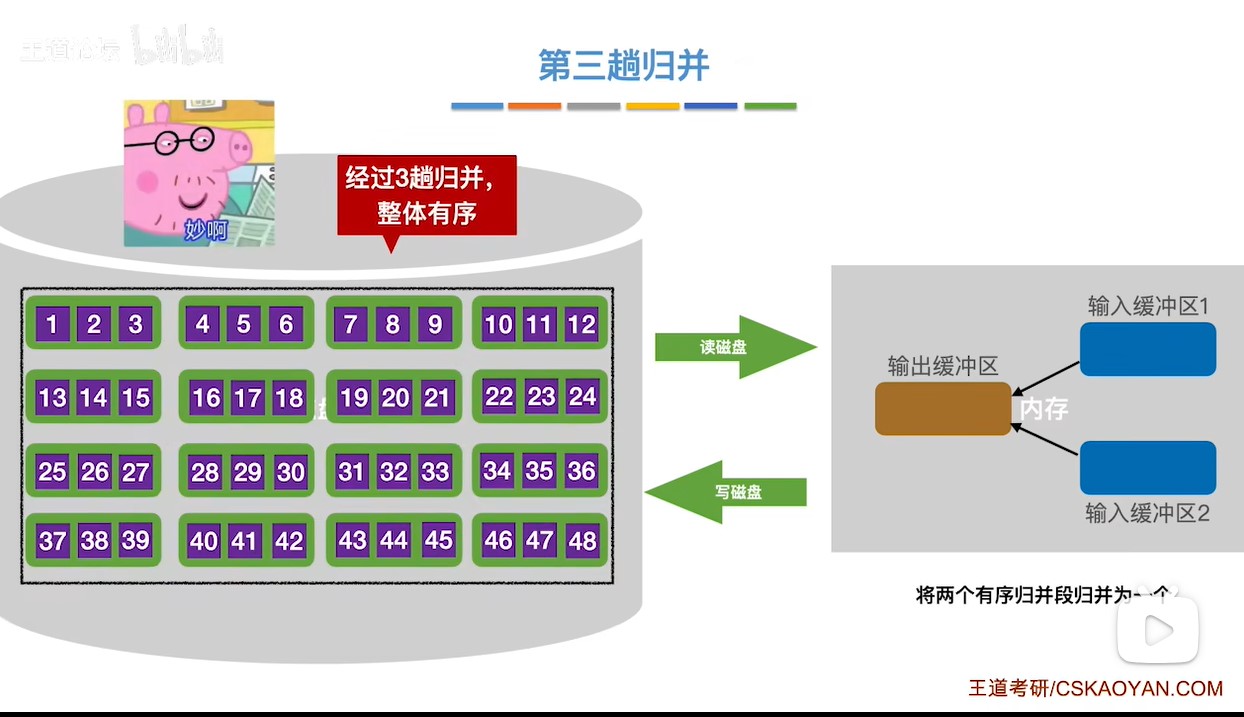 王道论坛 bilibili
第三趟归并
经过3趟归并，
整体有序
妙啊
1 2 3 4 5 6 7 8 9 10 11 12
13 14 15 16 17 18 19 20 21 22 23 24
25 26 27 28 29 30 31 32 33 34 35 36
37 38 39 40 41 42 43 44 45 46 47 48
读磁盘
写磁盘
输入缓冲区1
输出缓冲区
内存
输入缓冲区2
将两个有序归并段归并为一个
王道考研/CSKAOYAN.COM